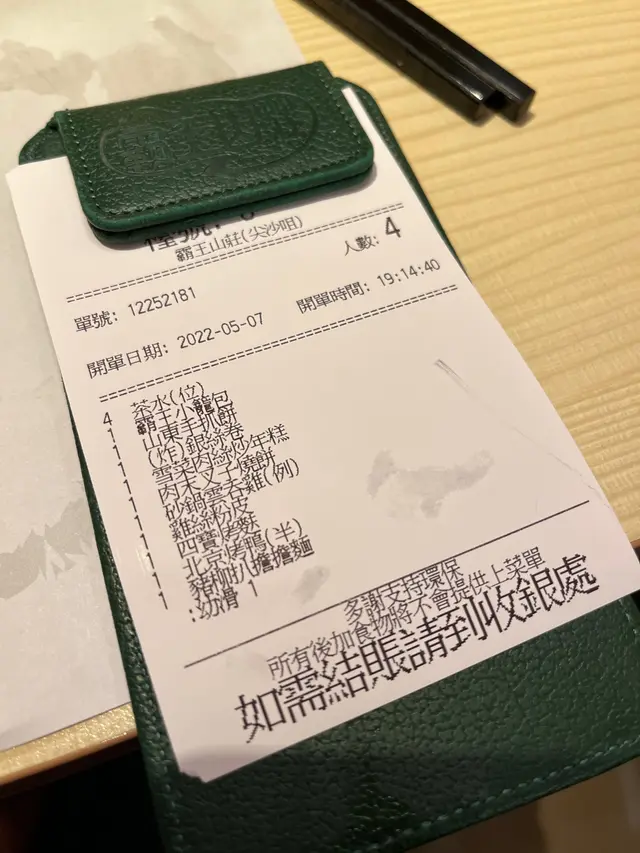 霸王山莊(尖沙咀)
人數: 4
單號: 12252181
開單日期: 2022-05-07 開單時間: 19:14:40
4 茶水(位)
1 霸王小籠包
1 山東手抓餅
1 (炸)銀絲卷
1 雪菜肉絲炒年糕
1 肉末叉子燒餅
1 砂鍋雲吞雞(例)
1 雞絲粉皮
1 四寶烤麩
1 北京烤鴨(半)
1 豬柳扒擔擔麵
1 :幼滑 1
多謝支持環保
所有後加食物將不會提供上菜單
如需結賬請到收銀處